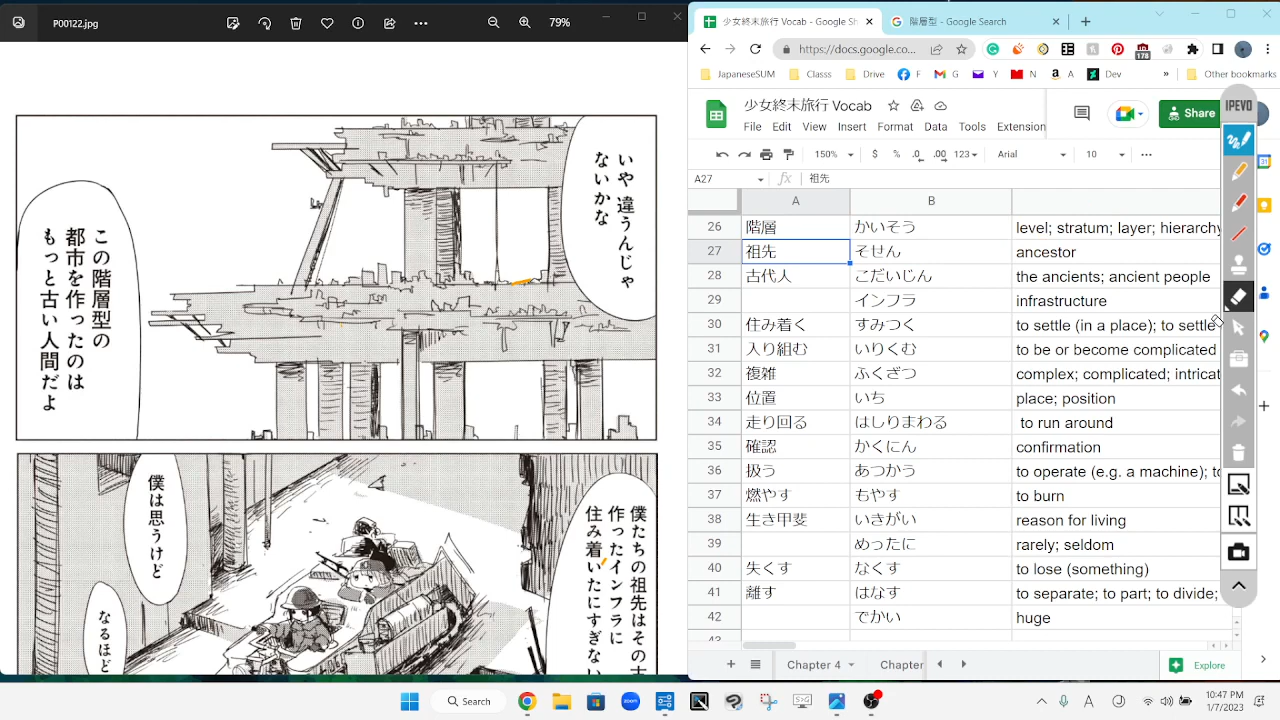 P00122.jpg
79%
いや違うんじゃ
ないかな
この階層型の
都市を作ったのは
もっと古い人間だよ
僕たちの祖先はその古
作ったインフラに
住み着いたにすぎない
僕は思うけど
なるほど
少女終末旅行 Vocab - Google Sh
階層型 - Google Search
https://docs.google.co...
178
JapaneseSUM
Classs
Drive
F
G
Y
N
A
Dev
»
Other bookmarks
少女終末旅行 Vocab
Share
File Edit View Insert Format Data Tools Extension
150% $ % .0 .00 123 Arial 10
A27
fx 祖先
A B
26 階層 かいそう level; stratum; layer; hierarchy
27 祖先 そせん ancestor
28 古代人 こだいじん the ancients; ancient people
29 インフラ infrastructure
30 住み着く すみつく to settle (in a place); to settle
31 入り組む いりくむ to be or become complicated
32 複雑 ふくざつ complex; complicated; intricat
33 位置 いち place; position
34 走り回る はしりまわる to run around
35 確認 かくにん confirmation
36 扱う あつかう to operate (e.g. a machine); to
37 燃やす もやす to burn
38 生き甲斐 いきがい reason for living
39 めったに rarely; seldom
40 失くす なくす to lose (something)
41 離す はなす to separate; to part; to divide;
42 でかい huge
43
Chapter 4
Chapter
Explore
IPEVO
31
Search
zoom
A
10:47 PM
1/7/2023